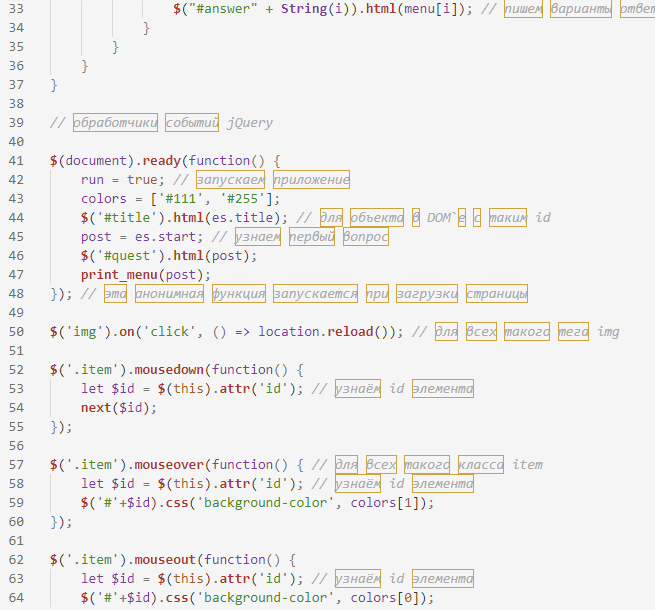 33 $("#answer" + String(i)).html(menu[i]); // пишем варианты ответ
34 }
35 }
36 }
37 }
38
39 // обработчики событий jQuery
40
41 $(document).ready(function() {
42 run = true; // запускаем приложение
43 colors = ['#111', '#255'];
44 $('#title').html(es.title); // для объекта в DOM`е с таким id
45 post = es.start; // узнаем первый вопрос
46 $('#quest').html(post);
47 print_menu(post);
48 }); // эта анонимная функция запускается при загрузки страницы
49
50 $('img').on('click', () => location.reload()); // для всех такого тега img
51
52 $('.item').mousedown(function() {
53 let $id = $(this).attr('id'); // узнаём id элемента
54 next($id);
55 });
56
57 $('.item').mouseover(function() { // для всех такого класса item
58 let $id = $(this).attr('id'); // узнаём id элемента
59 $('#'+$id).css('background-color', colors[1]);
60 });
61
62 $('.item').mouseout(function() {
63 let $id = $(this).attr('id'); // узнаём id элемента
64 $('#'+$id).css('background-color', colors[0]);